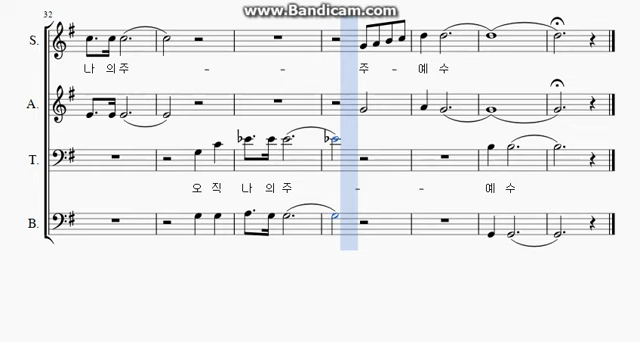 www.Bandicam.com
32
S.
나 의주 - - - 주 - 예 수
A.
T.
오 직 나 의주 - - 예 수
B.